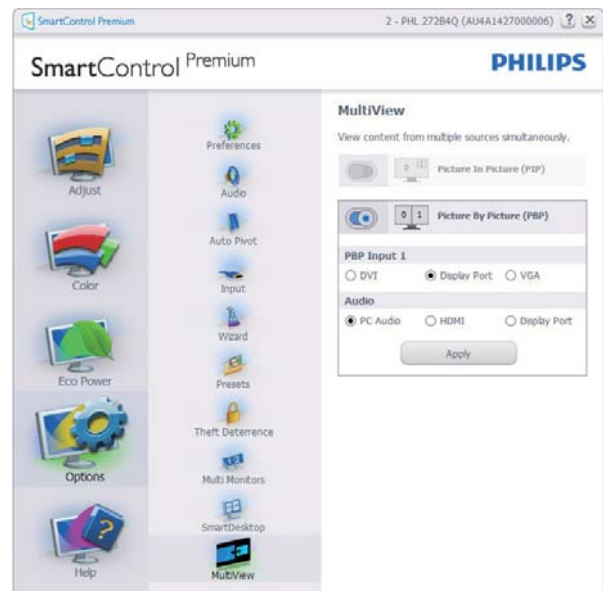 SmartControl Premium
2 - PHL 272B4Q (AU4A1427000006) ? X
SmartControl Premium
PHILIPS
Adjust
Color
Eco Power
Options
Help
Preferences
Audio
Auto Pivot
Input
Wizard
Presets
Theft Deterrence
Multi Monitors
SmartDesktop
MultiView
MultiView
View content from multiple sources simultaneously.
Picture In Picture (PIP)
0 1 Picture By Picture (PBP)
PBP Input 1
DVI Display Port VGA
Audio
PC Audio HDMI Display Port
Apply